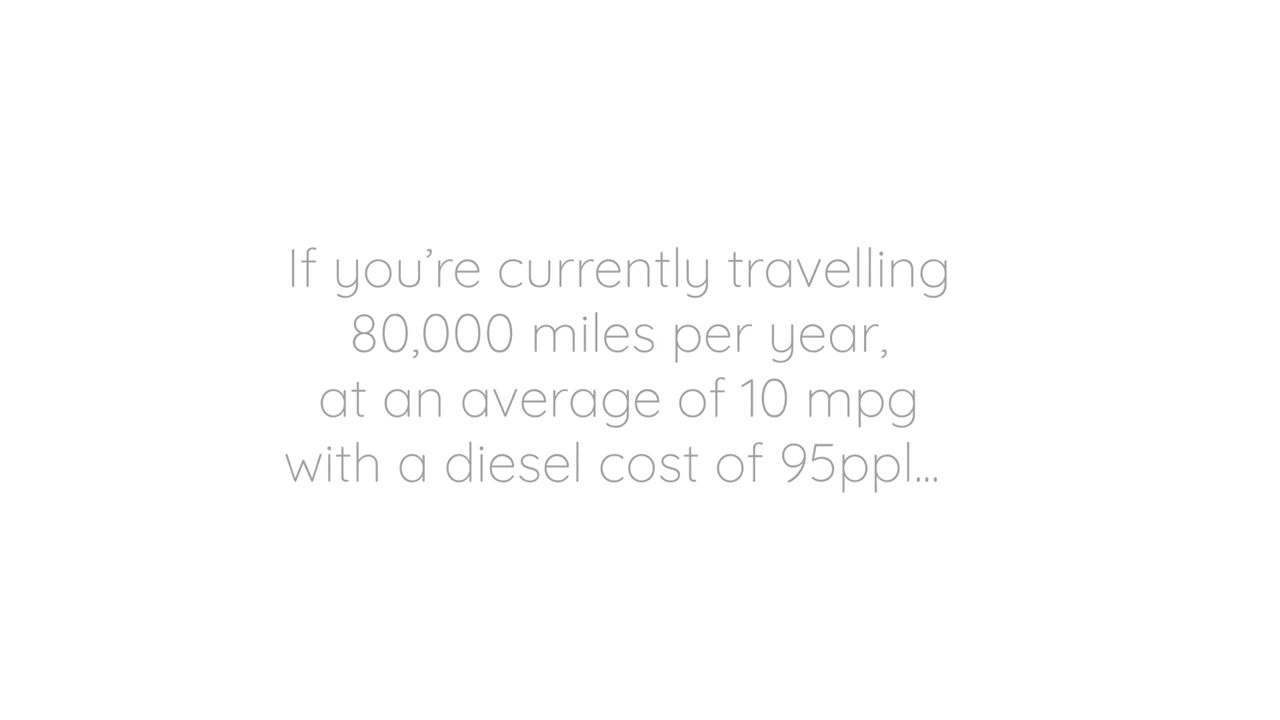 If you’re currently travelling
80,000 miles per year,
at an average of 10 mpg
with a diesel cost of 95ppl...